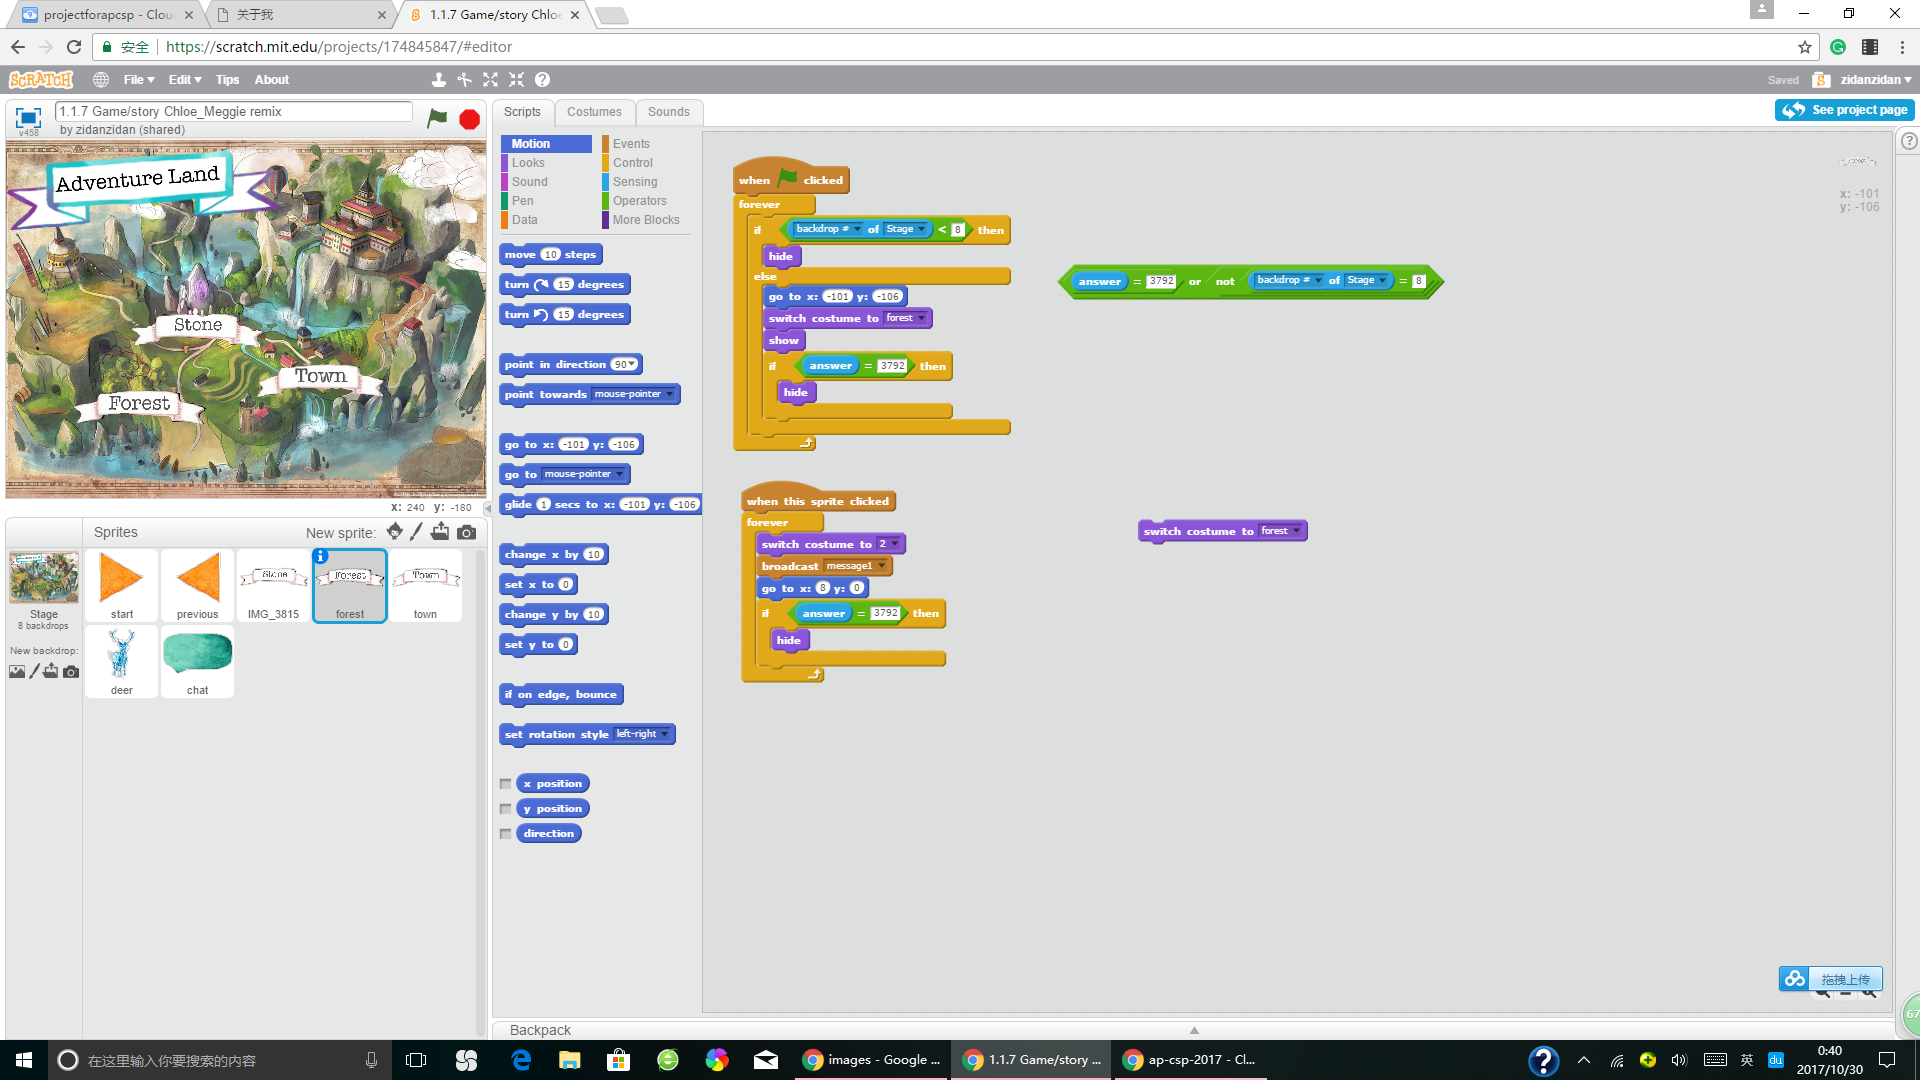 projectforapcsp - Clou
关于我
1.1.7 Game/story Chlo
安全
https://scratch.mit.edu/projects/174845847/#editor
SCRATCH
File
Edit
Tips
About
Saved
zidanzidan
v458
1.1.7 Game/story Chloe_Meggie remix
by zidanzidan (shared)
Scripts
Costumes
Sounds
See project page
Adventure Land
Stone
Town
Forest
x: 240 y: -180
Motion
Looks
Sound
Pen
Data
Events
Control
Sensing
Operators
More Blocks
move 10 steps
turn 15 degrees
turn 15 degrees
point in direction 90
point towards mouse-pointer
go to x: -101 y: -106
go to mouse-pointer
glide 1 secs to x: -101 y: -106
change x by 10
set x to 0
change y by 10
set y to 0
if on edge, bounce
set rotation style left-right
x position
y position
direction
when clicked
forever
if backdrop # of Stage < 8 then
hide
else
go to x: -101 y: -106
switch costume to forest
show
if answer = 3792 then
hide
when this sprite clicked
forever
switch costume to 2
broadcast message1
go to x: 8 y: 0
if answer = 3792 then
hide
answer = 3792 or not backdrop # of Stage = 8
switch costume to forest
x: -101
y: -106
Sprites
New sprite:
Stage
8 backdrops
New backdrop:
start
previous
IMG_3815
forest
town
deer
chat
Stone
Forest
Town
拖拽上传
67
Backpack
在这里输入你要搜索的内容
images - Google ...
1.1.7 Game/story ...
ap-csp-2017 - Cl...
英
du
0:40
2017/10/30